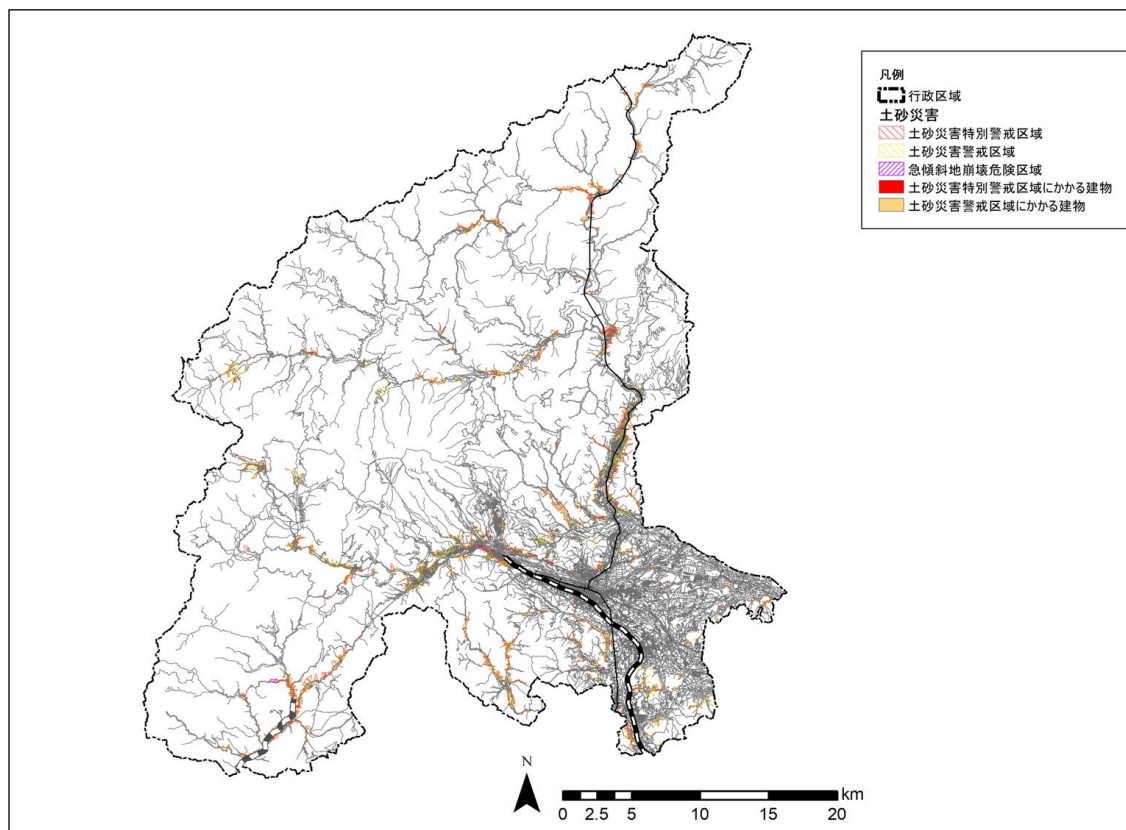 凡例
行政区域
土砂災害
土砂災害特別警戒区域
土砂災害警戒区域
急傾斜地崩壊危険区域
土砂災害特別警戒区域にかかる建物
土砂災害警戒区域にかかる建物
N
km
0 2.5 5 10 15 20